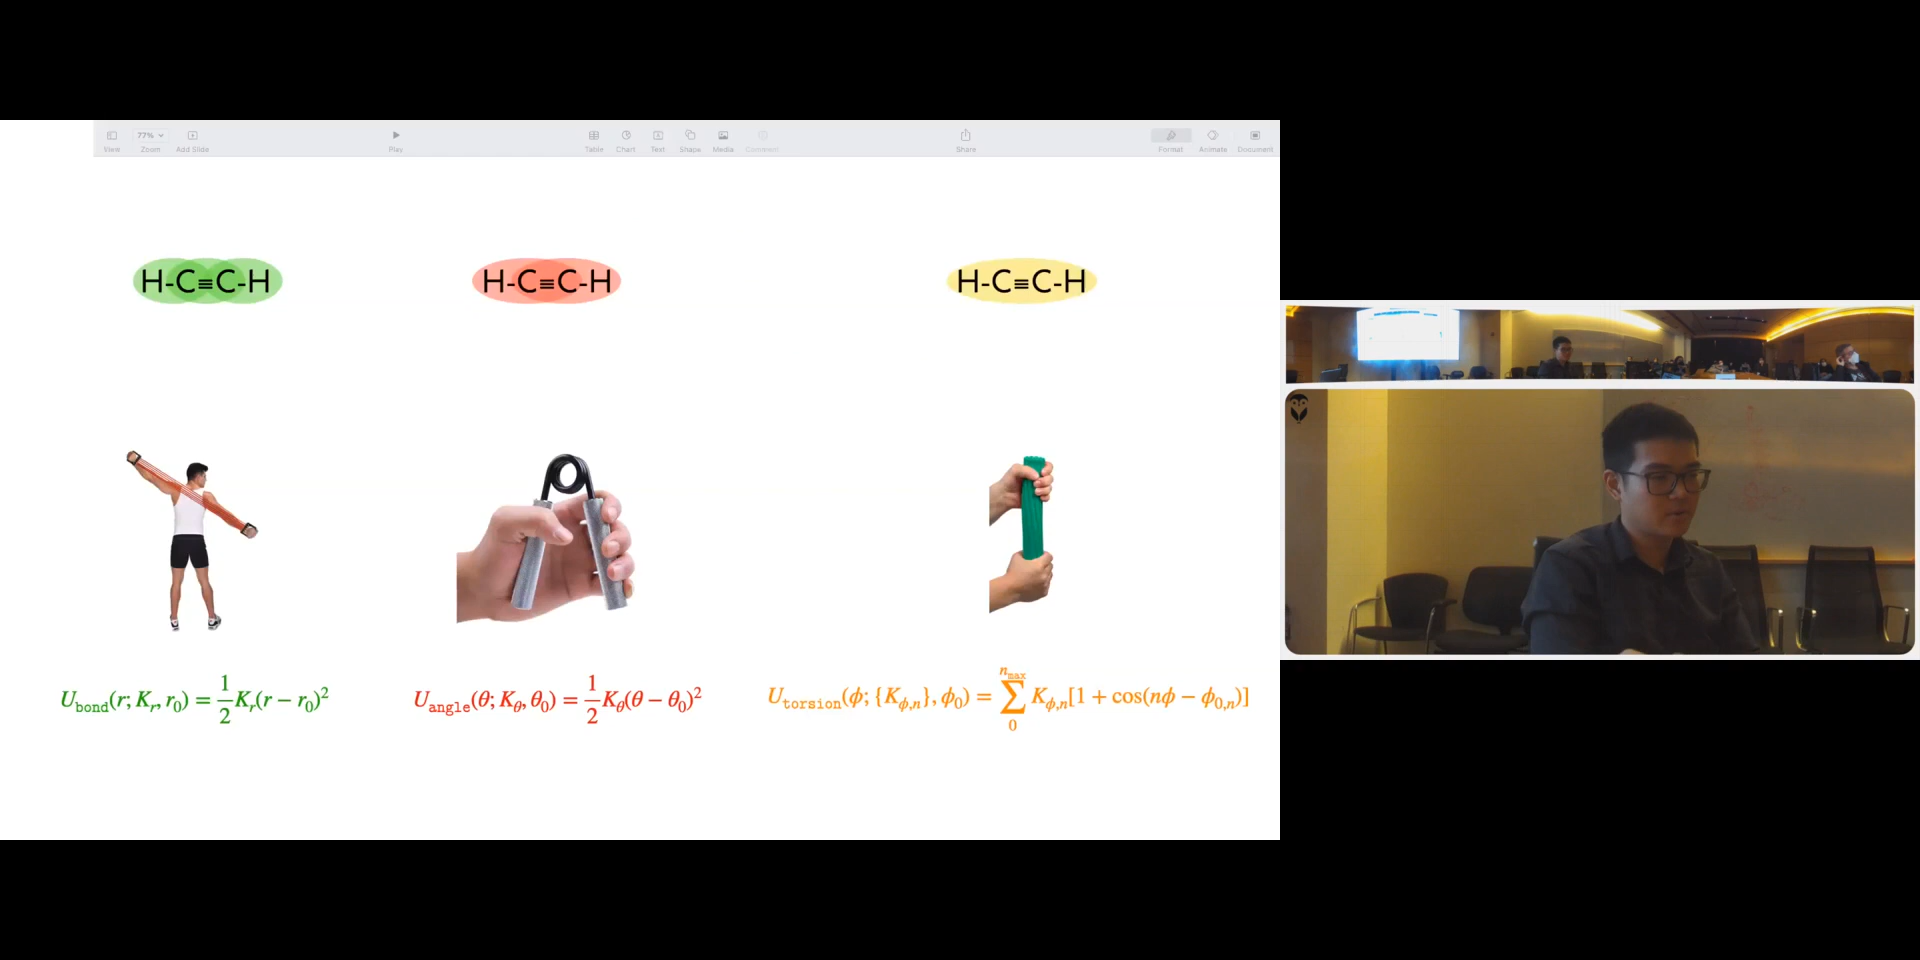 77%
View
Zoom
Add Slide
Play
Table
Chart
Text
Shape
Media
Comment
Share
Format
Animate
Document
H-C≡C-H
H-C≡C-H
H-C≡C-H
U_bond(r; K_r, r_0) = 1/2 K_r(r − r_0)^2
U_angle(θ; K_θ, θ_0) = 1/2 K_θ(θ − θ_0)^2
U_torsion(ϕ; {K_ϕ,n}, ϕ_0) = ∑_0^n_max K_ϕ,n[1 + cos(nϕ − ϕ_0,n)]